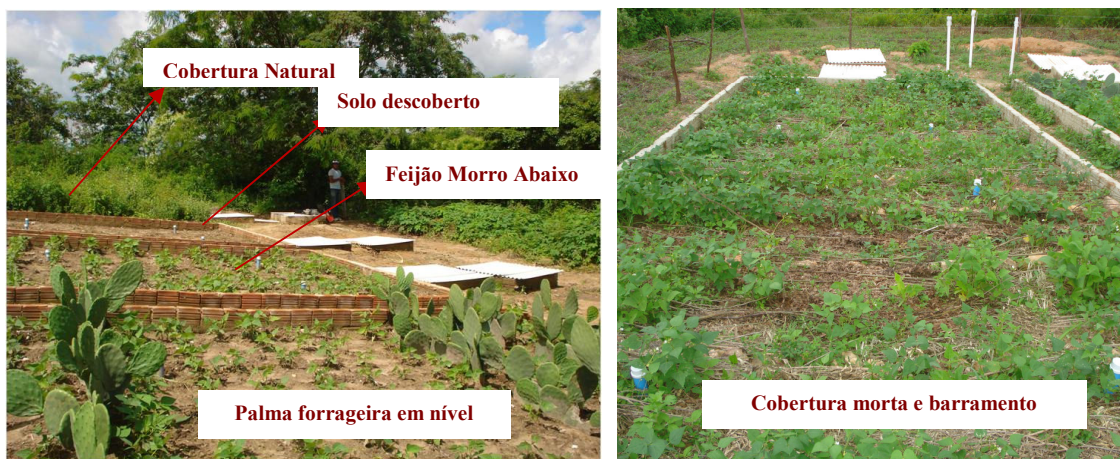 Cobertura Natural
Solo descoberto
Feijão Morro Abaixo
Palma forrageira em nível
Cobertura morta e barramento